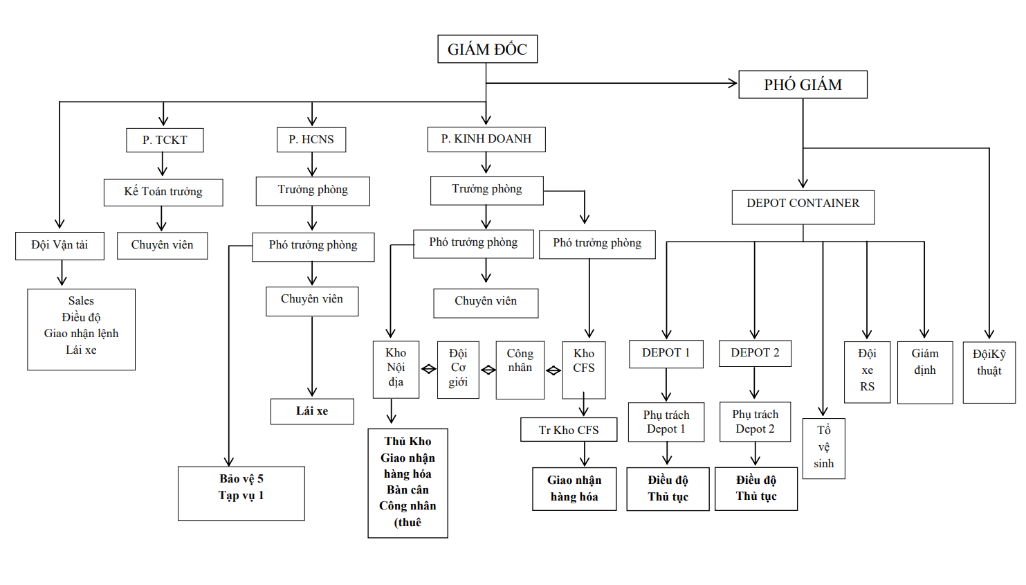 GIÁM ĐỐC
PHÓ GIÁM
P. TCKT
P. HCNS
P. KINH DOANH
Kế Toán trưởng
Trưởng phòng
Trưởng phòng
DEPOT CONTAINER
Đội Vận tải
Chuyên viên
Phó trưởng phòng
Phó trưởng phòng
Phó trưởng phòng
Sales
Điều độ
Giao nhận lệnh
Lái xe
Chuyên viên
Chuyên viên
Kho
Nội
địa
Đội
Cơ
giới
Công
nhân
Kho
CFS
DEPOT 1
DEPOT 2
Đội
xe
RS
Giám
định
ĐộiKỹ
thuật
Lái xe
Tr Kho CFS
Phụ trách
Depot 1
Phụ trách
Depot 2
Tổ
vệ
sinh
Bảo vệ 5
Tạp vụ 1
Thủ Kho
Giao nhận
hàng hóa
Bàn cân
Công nhân
(thuê
Giao nhận
hàng hóa
Điều độ
Thủ tục
Điều độ
Thủ tục